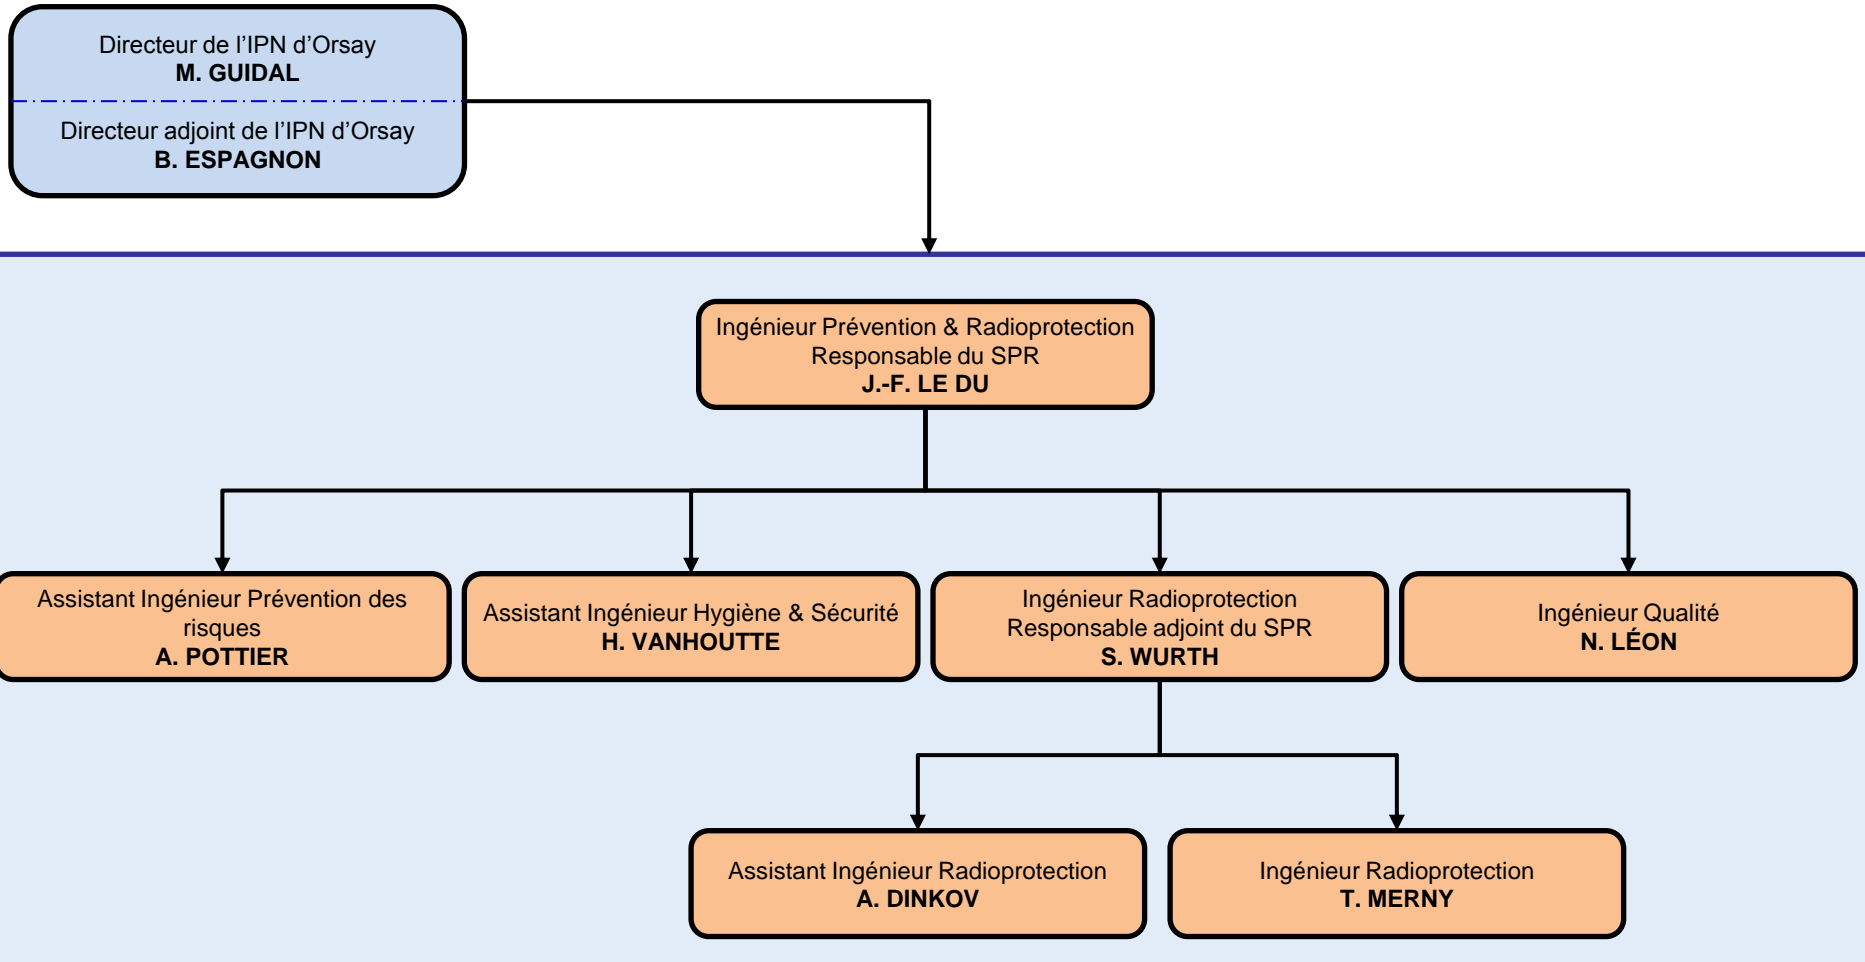 Directeur de l’IPN d’Orsay
M. GUIDAL
Directeur adjoint de l’IPN d’Orsay
B. ESPAGNON
Ingénieur Prévention & Radioprotection
Responsable du SPR
J.-F. LE DU
Assistant Ingénieur Prévention des
risques
A. POTTIER
Assistant Ingénieur Hygiène & Sécurité
H. VANHOUTTE
Ingénieur Radioprotection
Responsable adjoint du SPR
S. WURTH
Ingénieur Qualité
N. LÉON
Assistant Ingénieur Radioprotection
A. DINKOV
Ingénieur Radioprotection
T. MERNY